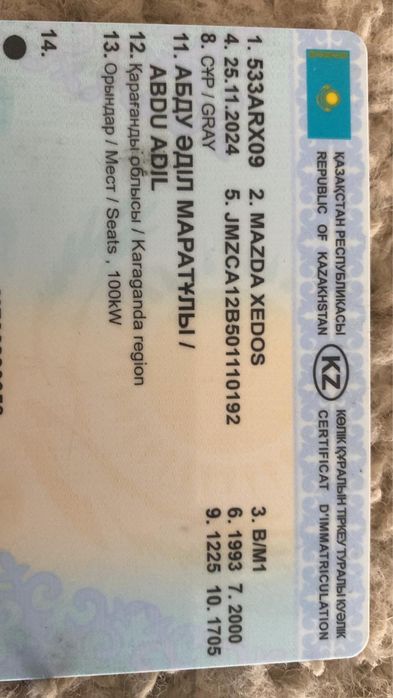 ҚАЗАҚСТАН РЕСПУБЛИКАСЫ KZ КӨЛІК ҚҰРАЛЫН ТІРКЕУ ТУРАЛЫ КУӘЛІК
REPUBLIC OF KAZAKHSTAN CERTIFICAT D'IMMATRICULATION
1. 533ARX09 2. MAZDA XEDOS 3. B/M1
4. 25.11.2024 5. JMZCA12B501110192 6. 1993 7. 2000
8. СҰР / GRAY 9. 1225 10. 1705
11. АБДУ ӘДІЛ МАРАТҰЛЫ /
ABDU ADIL
12. Қарағанды облысы / Karaganda region
13. Орындар / Мест / Seats , 100kW
14.